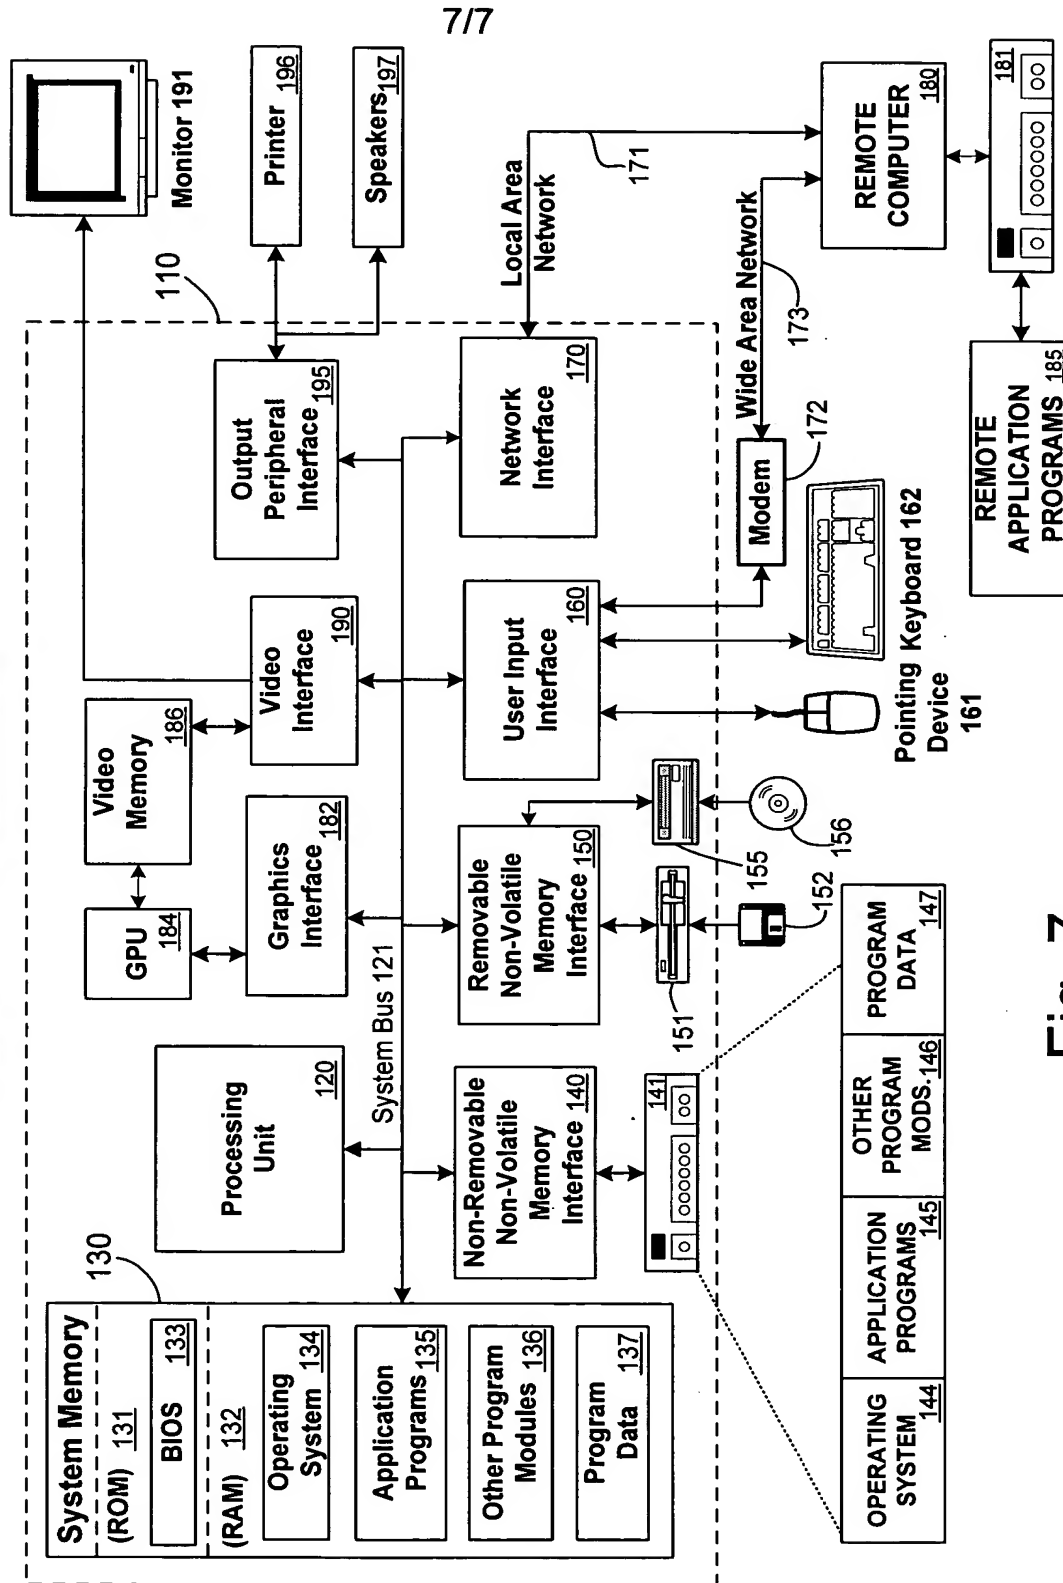 7/7
System Memory
130
(ROM) 131
BIOS 133
(RAM) 132
Operating
System 134
Application
Programs 135
Other Program
Modules 136
Program
Data 137
Processing
Unit
120
System Bus 121
GPU
184
Video
Memory
186
Graphics
Interface
182
Video
Interface
190
Output
Peripheral
Interface 195
110
Monitor 191
Printer 196
Speakers 197
Non-Removable
Non-Volatile
Memory
Interface 140
Removable
Non-Volatile
Memory
Interface 150
User Input
Interface
160
Network
Interface
170
Local Area
Network
171
Wide Area Network
173
Modem
172
141
151
152
155
156
Pointing
Device
161
Keyboard 162
REMOTE
COMPUTER
180
181
REMOTE
APPLICATION
PROGRAMS 185
OPERATING
SYSTEM 144
APPLICATION
PROGRAMS 145
OTHER
PROGRAM
MODS. 146
PROGRAM
DATA 147